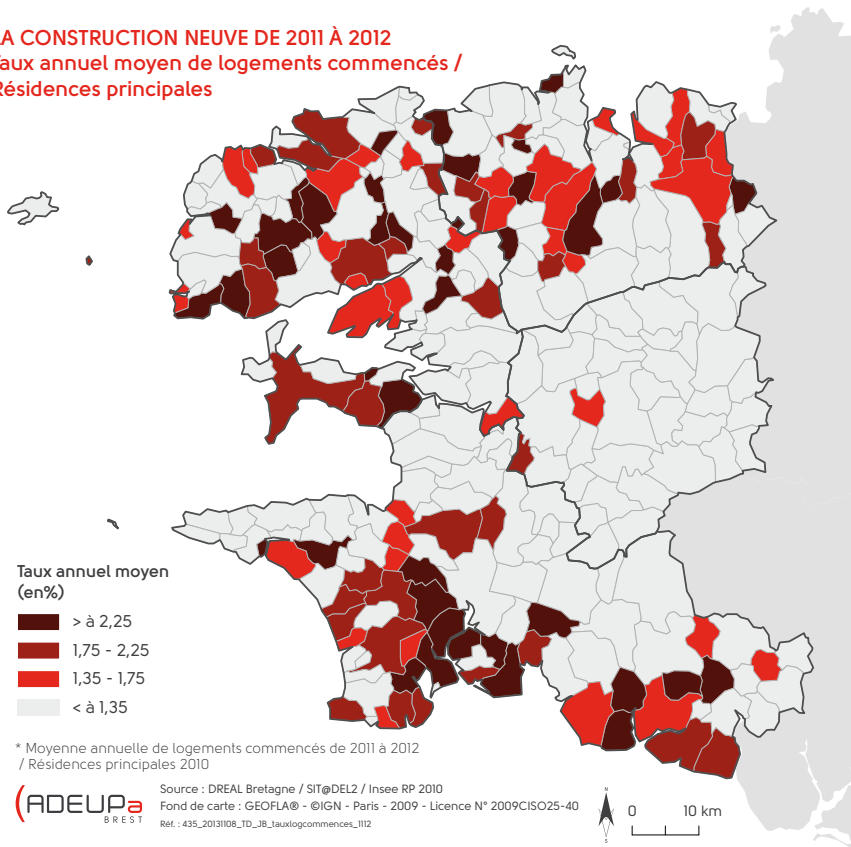 LA CONSTRUCTION NEUVE DE 2011 À 2012
Taux annuel moyen de logements commencés /
Résidences principales
Taux annuel moyen
(en%)
> à 2,25
1,75 - 2,25
1,35 - 1,75
< à 1,35
* Moyenne annuelle de logements commencés de 2011 à 2012
/ Résidences principales 2010
ADEUPa
BREST
Source : DREAL Bretagne / SIT@DEL2 / Insee RP 2010
Fond de carte : GEOFLA® - ©IGN - Paris - 2009 - Licence N° 2009CISO25-40
Réf. : 435_20131108_TD_JB_tauxlogcommences_1112
N
S
0 10 km